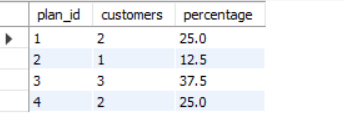 plan_id customers percentage
1 2 25.0
2 1 12.5
3 3 37.5
4 2 25.0